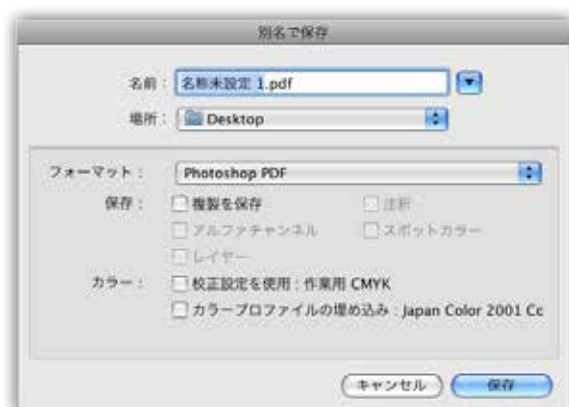 別名で保存
名前： 名称未設定 1.pdf
場所： Desktop
フォーマット： Photoshop PDF
保存： 複製を保存 注釈
アルファチャンネル スポットカラー
レイヤー
カラー： 校正設定を使用：作業用 CMYK
カラープロファイルの埋め込み：Japan Color 2001 Cc
キャンセル 保存